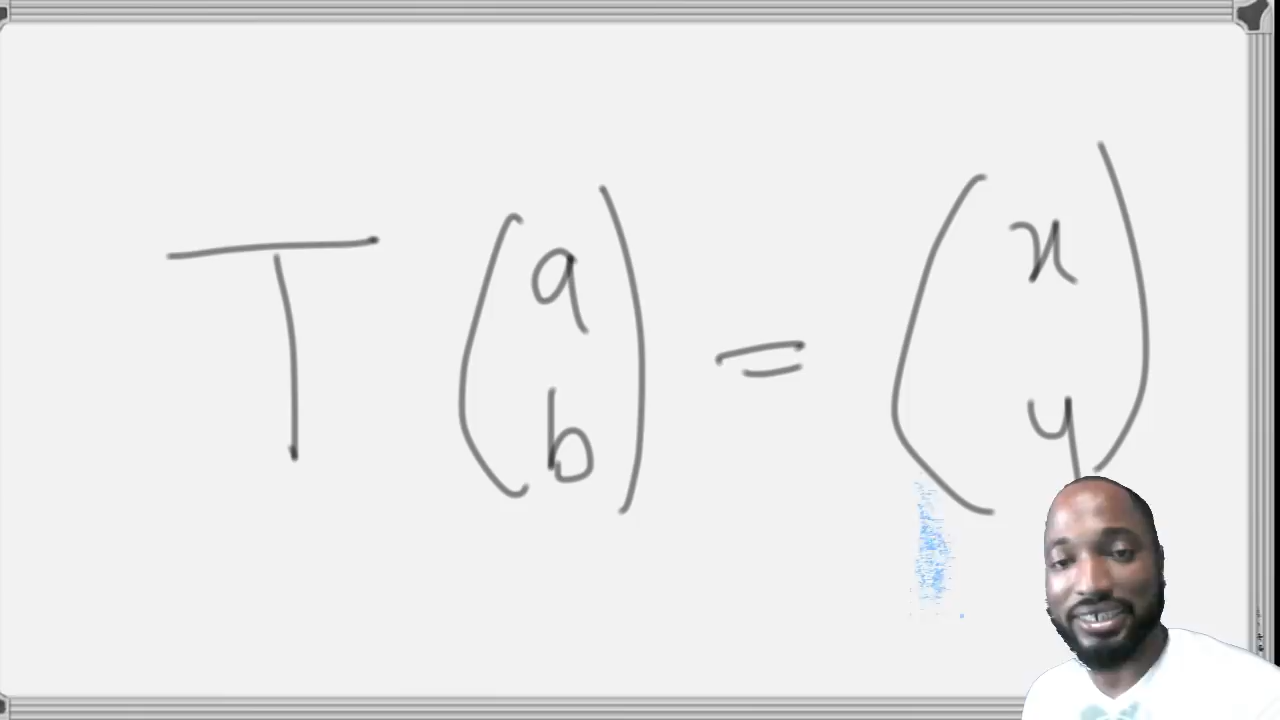 T (a b) = (x y)